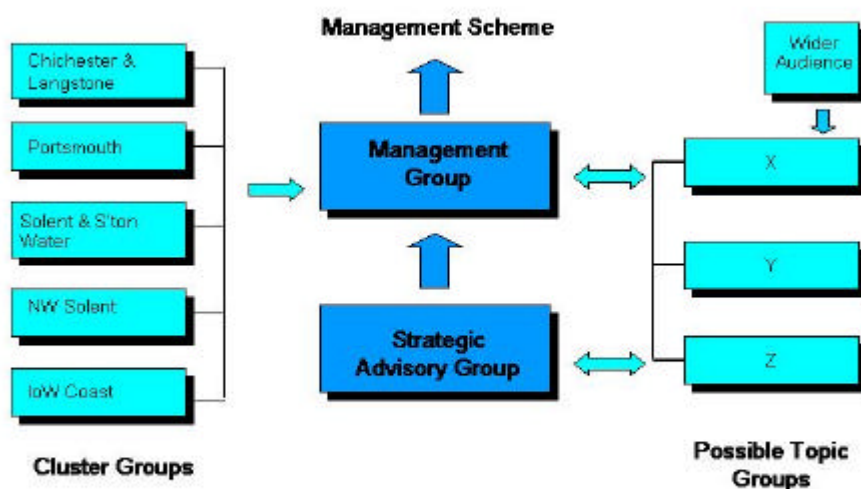 Management Scheme
Chichester &
Langstone
Portsmouth
Solent & S'ton
Water
NW Solent
IoW Coast
Cluster Groups
Management
Group
Strategic
Advisory Group
Wider
Audience
X
Y
Z
Possible Topic
Groups